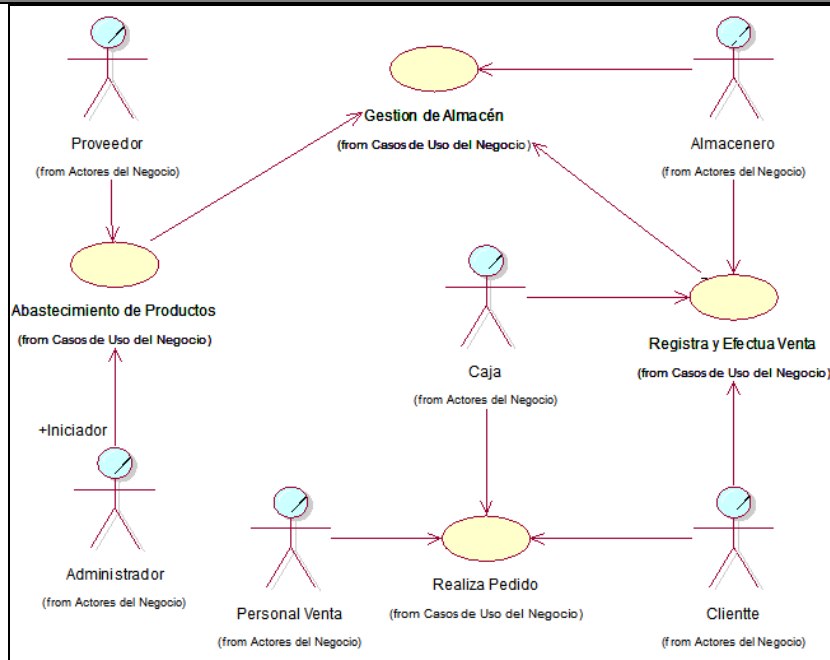 Proveedor
(from Actores del Negocio)
Gestion de Almacén
(from Casos de Uso del Negocio)
Almacenero
(from Actores del Negocio)
Abastecimiento de Productos
(from Casos de Uso del Negocio)
Caja
(from Actores del Negocio)
Registra y Efectua Venta
(from Casos de Uso del Negocio)
+Iniciador
Administrador
(from Actores del Negocio)
Personal Venta
(from Actores del Negocio)
Realiza Pedido
(from Casos de Uso del Negocio)
Clientte
(from Actores del Negocio)